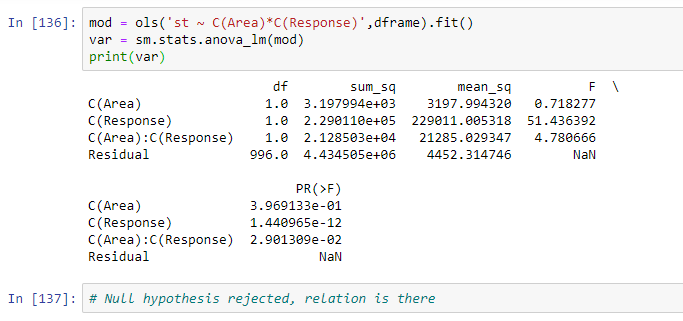 In [136]: mod = ols('st ~ C(Area)*C(Response)',dframe).fit()
var = sm.stats.anova_lm(mod)
print(var)
df sum_sq mean_sq F \
C(Area) 1.0 3.197994e+03 3197.994320 0.718277
C(Response) 1.0 2.290110e+05 229011.005318 51.436392
C(Area):C(Response) 1.0 2.128503e+04 21285.029347 4.780666
Residual 996.0 4.434505e+06 4452.314746 NaN
PR(>F)
C(Area) 3.969133e-01
C(Response) 1.440965e-12
C(Area):C(Response) 2.901309e-02
Residual NaN
In [137]: # Null hypothesis rejected, relation is there